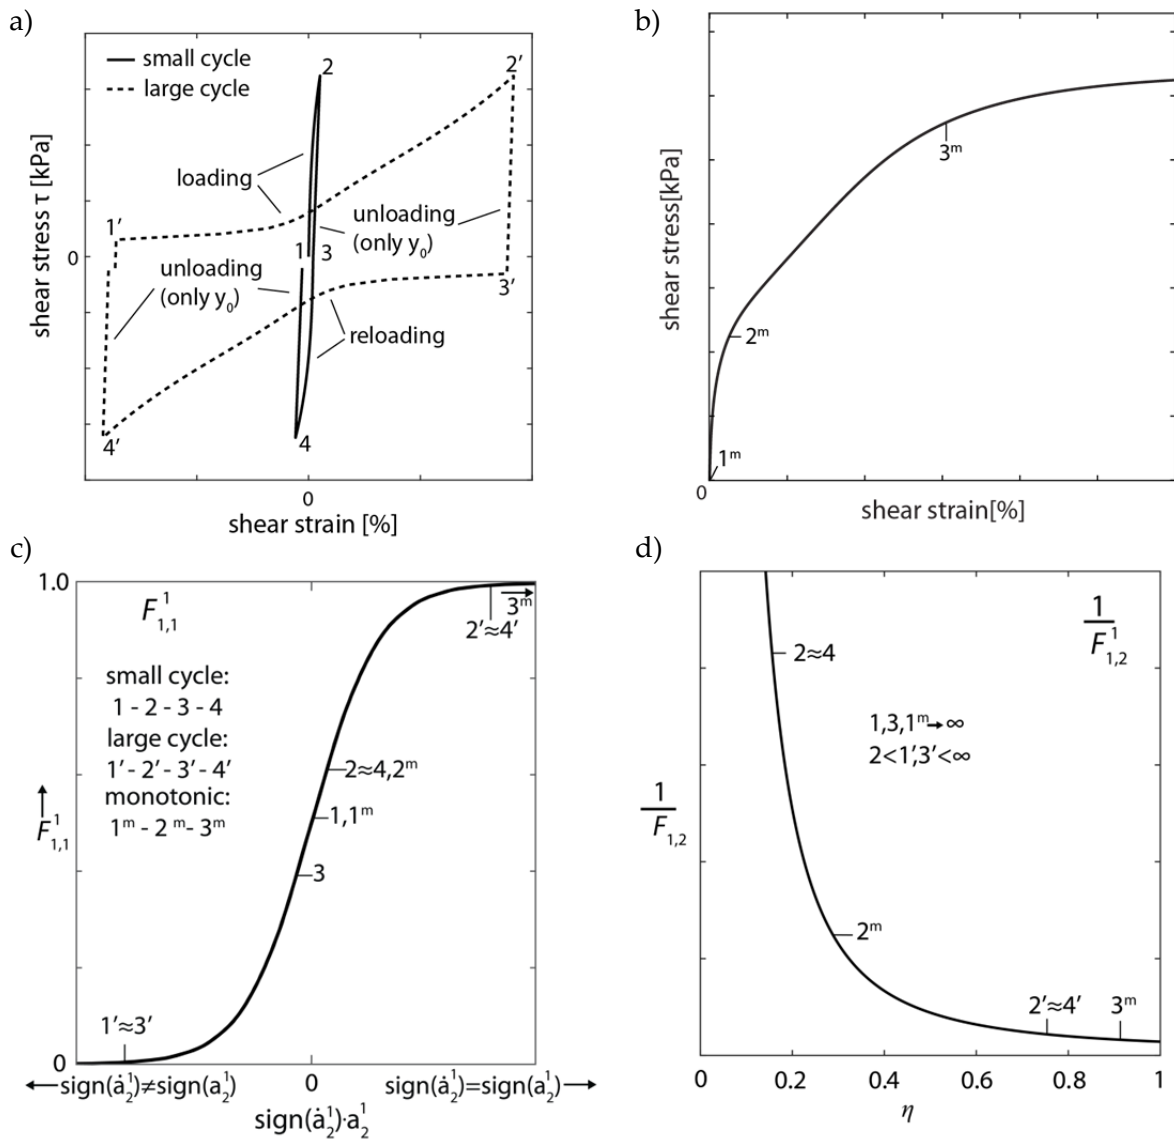 a)
small cycle
large cycle
2
2′
loading
1′
unloading
(only y₀)
1
3
unloading
(only y₀)
3′
reloading
4′
4
0
0
shear stress τ [kPa]
shear strain [%]
b)
3ᵐ
2ᵐ
1ᵐ
0
shear stress[kPa]
shear strain[%]
c)
1.0
F¹₁,₁
3ᵐ
2′≈4′
small cycle:
1 - 2 - 3 - 4
large cycle:
1′ - 2′ - 3′ - 4′
monotonic:
1ᵐ - 2ᵐ - 3ᵐ
2≈4,2ᵐ
1,1ᵐ
3
F¹₁,₁
1′≈3′
0
sign(ȧ¹₂)≠sign(a¹₂)
0
sign(ȧ¹₂)=sign(a¹₂)
sign(ȧ¹₂)·a¹₂
d)
1
F¹₁,₂
2≈4
1,3,1ᵐ→∞
2<1′,3′<∞
1
F₁,₂
2ᵐ
2′≈4′
3ᵐ
0 0.2 0.4 0.6 0.8 1
η